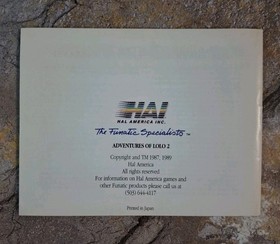 HAL
HAL AMERICA INC.
The Funatic Specialists™
ADVENTURES OF LOLO 2
Copyright and TM 1987, 1989
Hal America
All rights reserved
For information on Hal America games and
other Funatic products please call us at
(503) 644-4117
Printed in Japan